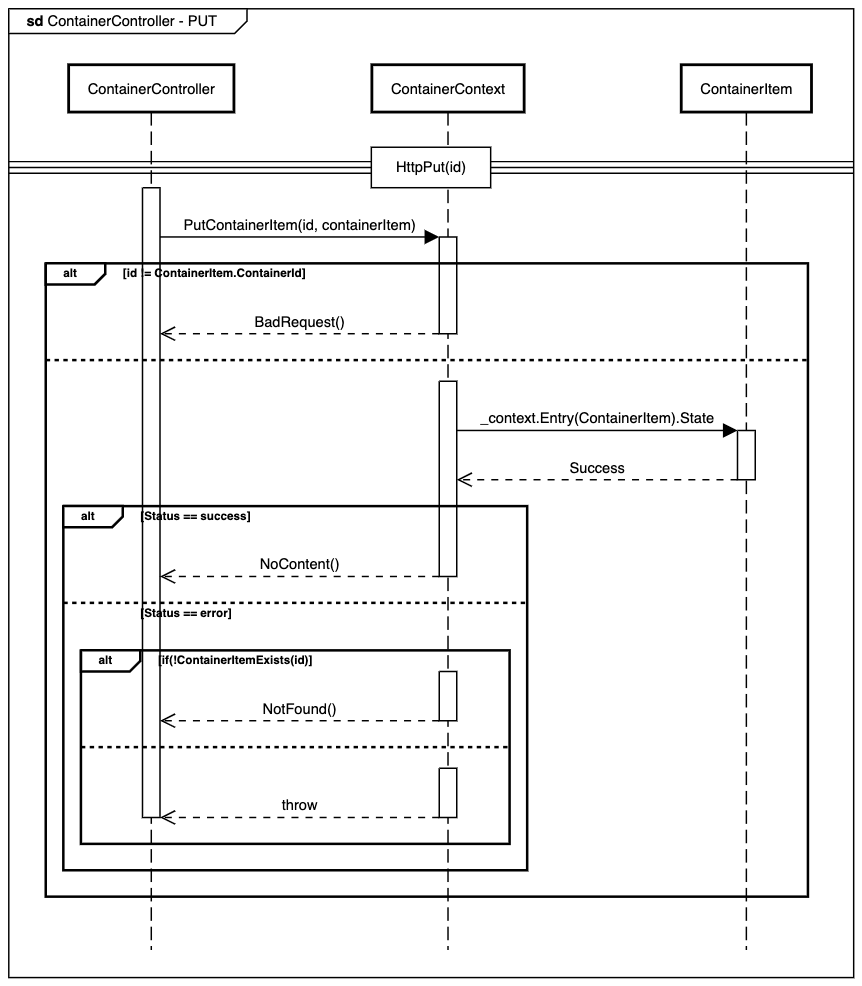 sd ContainerController - PUT
ContainerController
ContainerContext
ContainerItem
HttpPut(id)
PutContainerItem(id, containerItem)
alt
[id != ContainerItem.ContainerId]
BadRequest()
_context.Entry(ContainerItem).State
Success
alt
[Status == success]
NoContent()
[Status == error]
alt
[if(!ContainerItemExists(id)]
NotFound()
throw